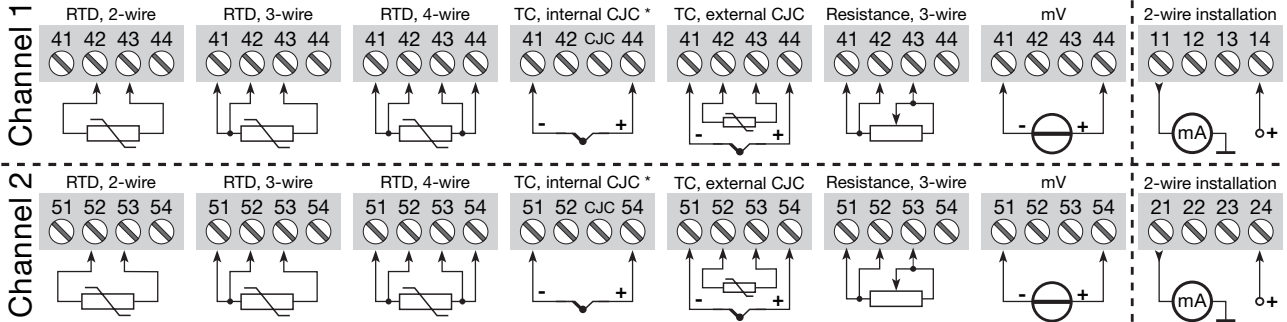 Channel 1
RTD, 2-wire RTD, 3-wire RTD, 4-wire TC, internal CJC * TC, external CJC Resistance, 3-wire mV 2-wire installation
41 42 43 44 41 42 43 44 41 42 43 44 41 42 CJC 44 41 42 43 44 41 42 43 44 41 42 43 44 11 12 13 14
- + - + - + mA +
Channel 2
RTD, 2-wire RTD, 3-wire RTD, 4-wire TC, internal CJC * TC, external CJC Resistance, 3-wire mV 2-wire installation
51 52 53 54 51 52 53 54 51 52 53 54 51 52 CJC 54 51 52 53 54 51 52 53 54 51 52 53 54 21 22 23 24
- + - + - + mA +